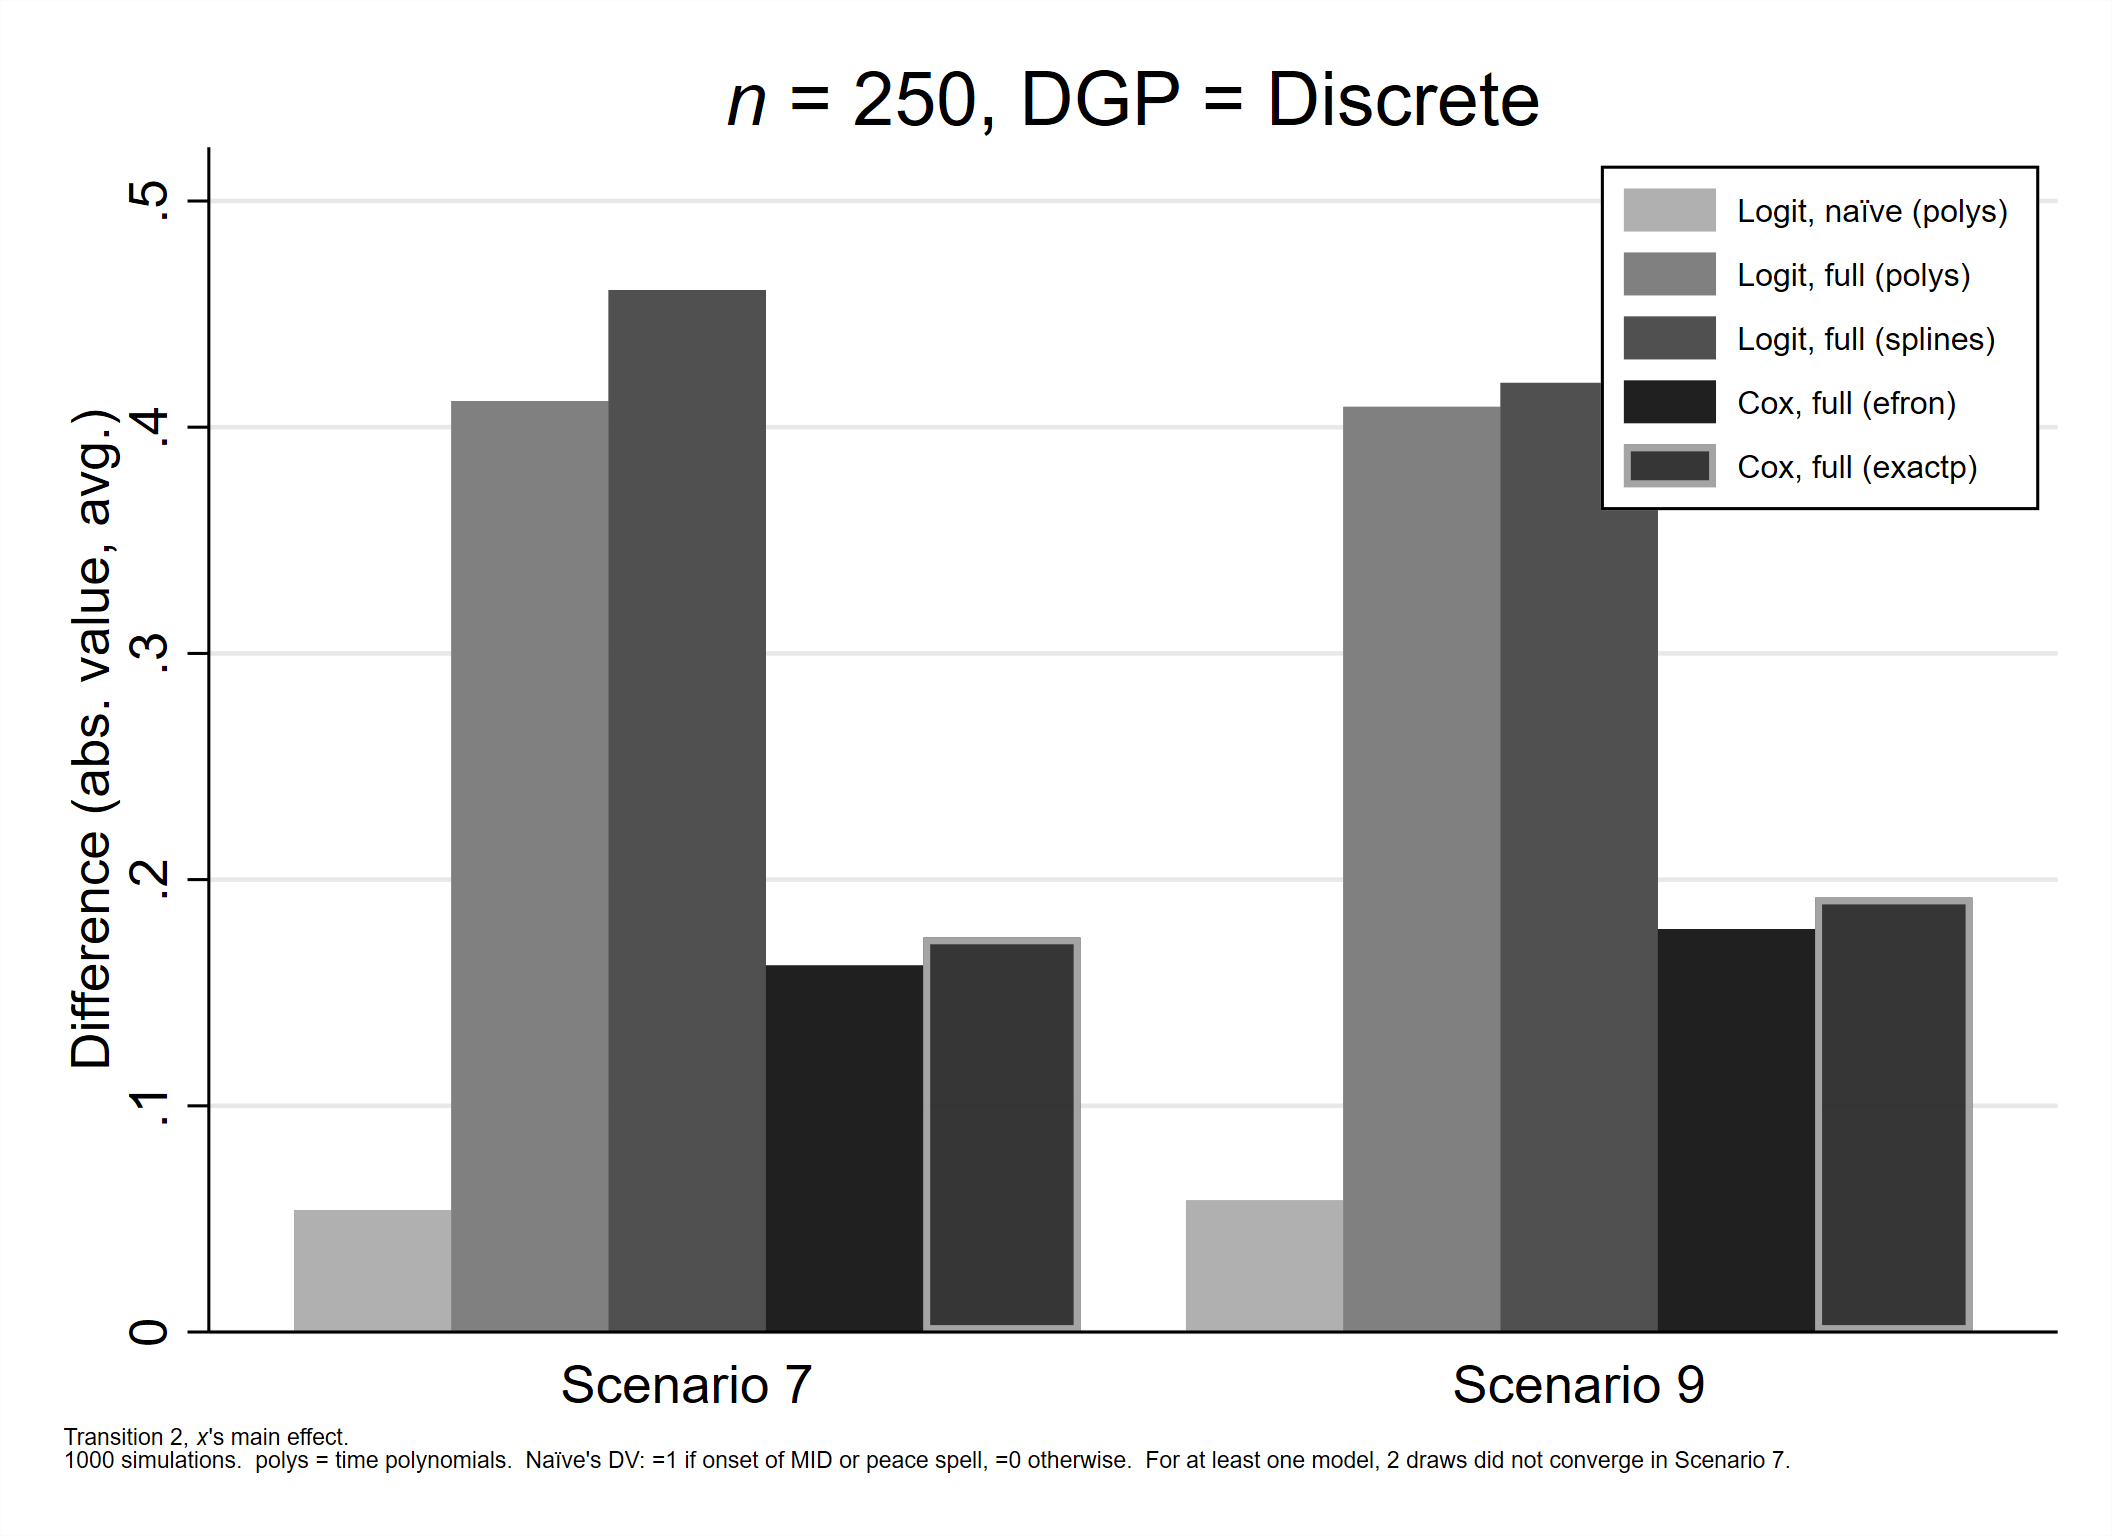 n = 250, DGP = Discrete
Difference (abs. value, avg.)
.5
.4
.3
.2
.1
0
Logit, naïve (polys)
Logit, full (polys)
Logit, full (splines)
Cox, full (efron)
Cox, full (exactp)
Scenario 7
Scenario 9
Transition 2, x's main effect.
1000 simulations.  polys = time polynomials.  Naïve's DV: =1 if onset of MID or peace spell, =0 otherwise.  For at least one model, 2 draws did not converge in Scenario 7.